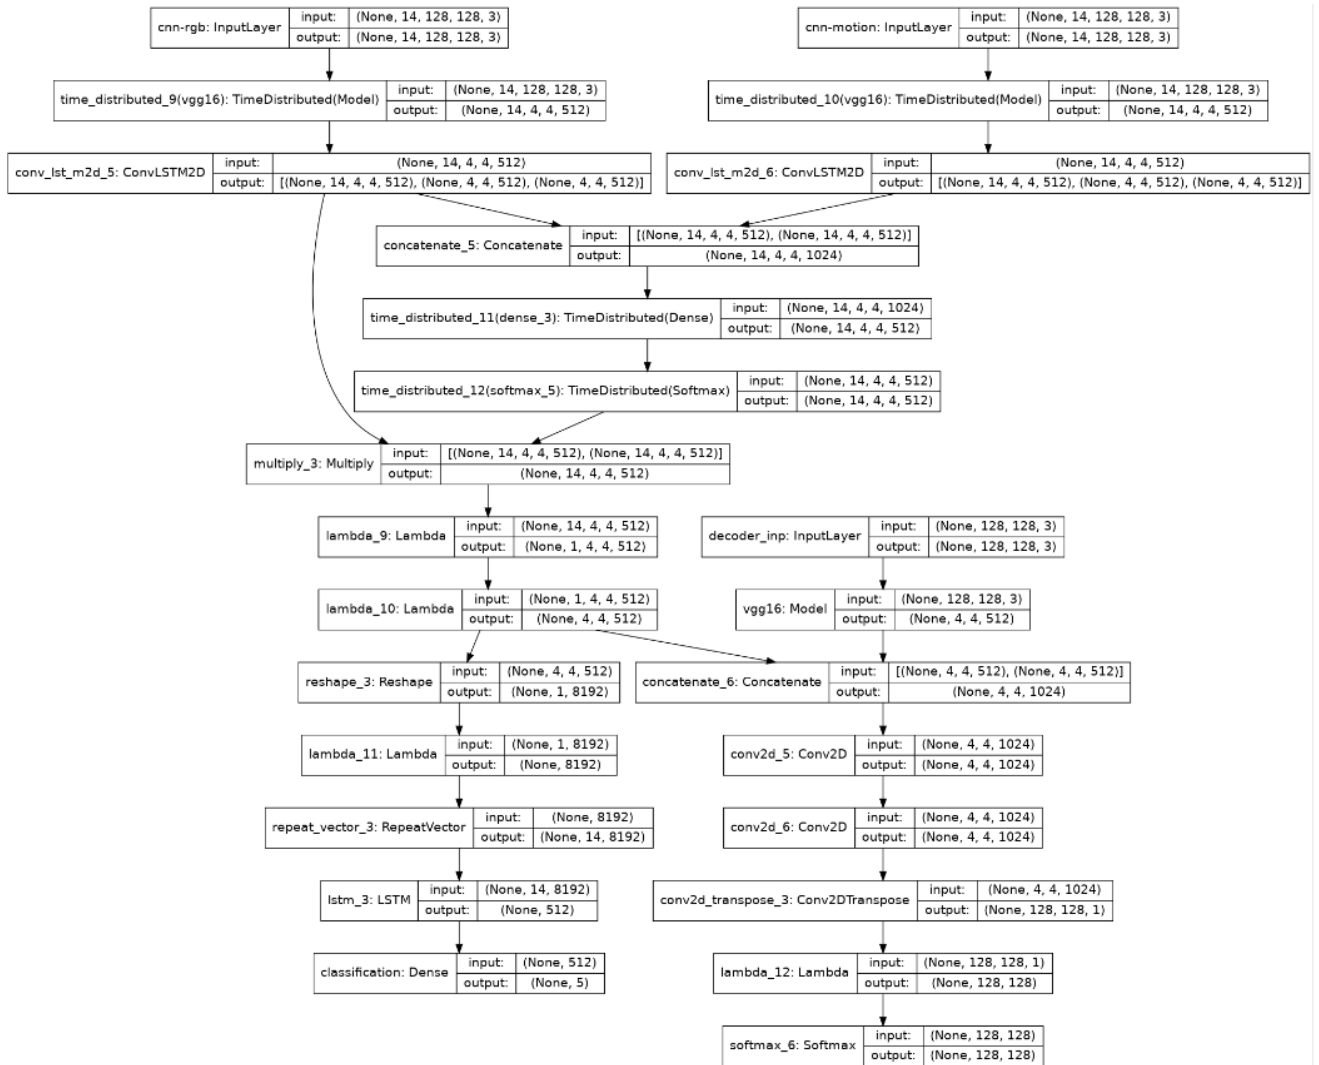 cnn-rgb: InputLayer
input: (None, 14, 128, 128, 3)
output: (None, 14, 128, 128, 3)
cnn-motion: InputLayer
input: (None, 14, 128, 128, 3)
output: (None, 14, 128, 128, 3)
time_distributed_9(vgg16): TimeDistributed(Model)
input: (None, 14, 128, 128, 3)
output: (None, 14, 4, 4, 512)
time_distributed_10(vgg16): TimeDistributed(Model)
input: (None, 14, 128, 128, 3)
output: (None, 14, 4, 4, 512)
conv_lst_m2d_5: ConvLSTM2D
input: (None, 14, 4, 4, 512)
output: [(None, 14, 4, 4, 512), (None, 4, 4, 512), (None, 4, 4, 512)]
conv_lst_m2d_6: ConvLSTM2D
input: (None, 14, 4, 4, 512)
output: [(None, 14, 4, 4, 512), (None, 4, 4, 512), (None, 4, 4, 512)]
concatenate_5: Concatenate
input: [(None, 14, 4, 4, 512), (None, 14, 4, 4, 512)]
output: (None, 14, 4, 4, 1024)
time_distributed_11(dense_3): TimeDistributed(Dense)
input: (None, 14, 4, 4, 1024)
output: (None, 14, 4, 4, 512)
time_distributed_12(softmax_5): TimeDistributed(Softmax)
input: (None, 14, 4, 4, 512)
output: (None, 14, 4, 4, 512)
multiply_3: Multiply
input: [(None, 14, 4, 4, 512), (None, 14, 4, 4, 512)]
output: (None, 14, 4, 4, 512)
lambda_9: Lambda
input: (None, 14, 4, 4, 512)
output: (None, 1, 4, 4, 512)
decoder_inp: InputLayer
input: (None, 128, 128, 3)
output: (None, 128, 128, 3)
lambda_10: Lambda
input: (None, 1, 4, 4, 512)
output: (None, 4, 4, 512)
vgg16: Model
input: (None, 128, 128, 3)
output: (None, 4, 4, 512)
reshape_3: Reshape
input: (None, 4, 4, 512)
output: (None, 1, 8192)
concatenate_6: Concatenate
input: [(None, 4, 4, 512), (None, 4, 4, 512)]
output: (None, 4, 4, 1024)
lambda_11: Lambda
input: (None, 1, 8192)
output: (None, 8192)
conv2d_5: Conv2D
input: (None, 4, 4, 1024)
output: (None, 4, 4, 1024)
repeat_vector_3: RepeatVector
input: (None, 8192)
output: (None, 14, 8192)
conv2d_6: Conv2D
input: (None, 4, 4, 1024)
output: (None, 4, 4, 1024)
lstm_3: LSTM
input: (None, 14, 8192)
output: (None, 512)
conv2d_transpose_3: Conv2DTranspose
input: (None, 4, 4, 1024)
output: (None, 128, 128, 1)
classification: Dense
input: (None, 512)
output: (None, 5)
lambda_12: Lambda
input: (None, 128, 128, 1)
output: (None, 128, 128)
softmax_6: Softmax
input: (None, 128, 128)
output: (None, 128, 128)